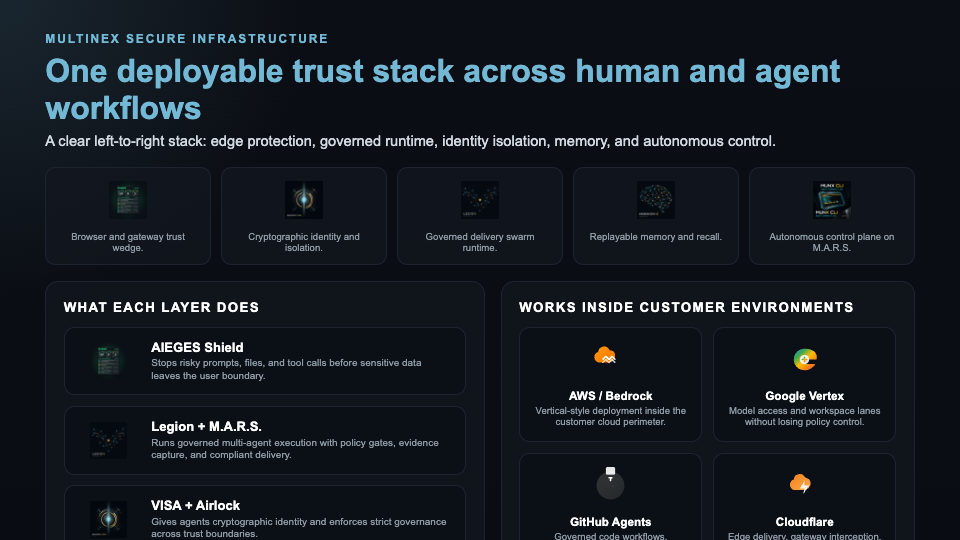 MULTINEX SECURE INFRASTRUCTURE
One deployable trust stack across human and agent
workflows
A clear left-to-right stack: edge protection, governed runtime, identity isolation, memory, and autonomous control.
Browser and gateway trust
wedge.
Cryptographic identity and
isolation.
LEGION
Governed delivery swarm
runtime.
Replayable memory and recall.
MUNX CLI
MUNX CLI
Autonomous control plane on
M.A.R.S.
WHAT EACH LAYER DOES
AIEGES Shield
Stops risky prompts, files, and tool calls before sensitive data
leaves the user boundary.
Legion + M.A.R.S.
Runs governed multi-agent execution with policy gates, evidence
capture, and compliant delivery.
VISA + Airlock
Gives agents cryptographic identity and enforces strict governance
across trust boundaries.
WORKS INSIDE CUSTOMER ENVIRONMENTS
AWS / Bedrock
Vertical-style deployment inside the
customer cloud perimeter.
Google Vertex
Model access and workspace lanes
without losing policy control.
GitHub Agents
Governed code workflows,
Cloudflare
Edge delivery, gateway interception,